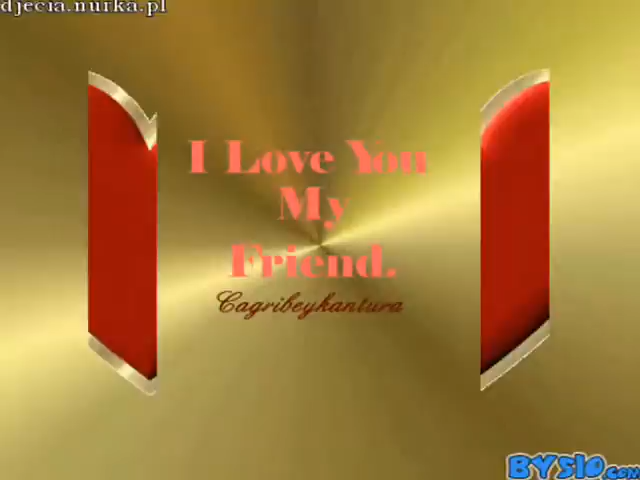 djecia.nurka.pl
I Love You
My
Friend.
Cagribeykantura
BYSIO.COM